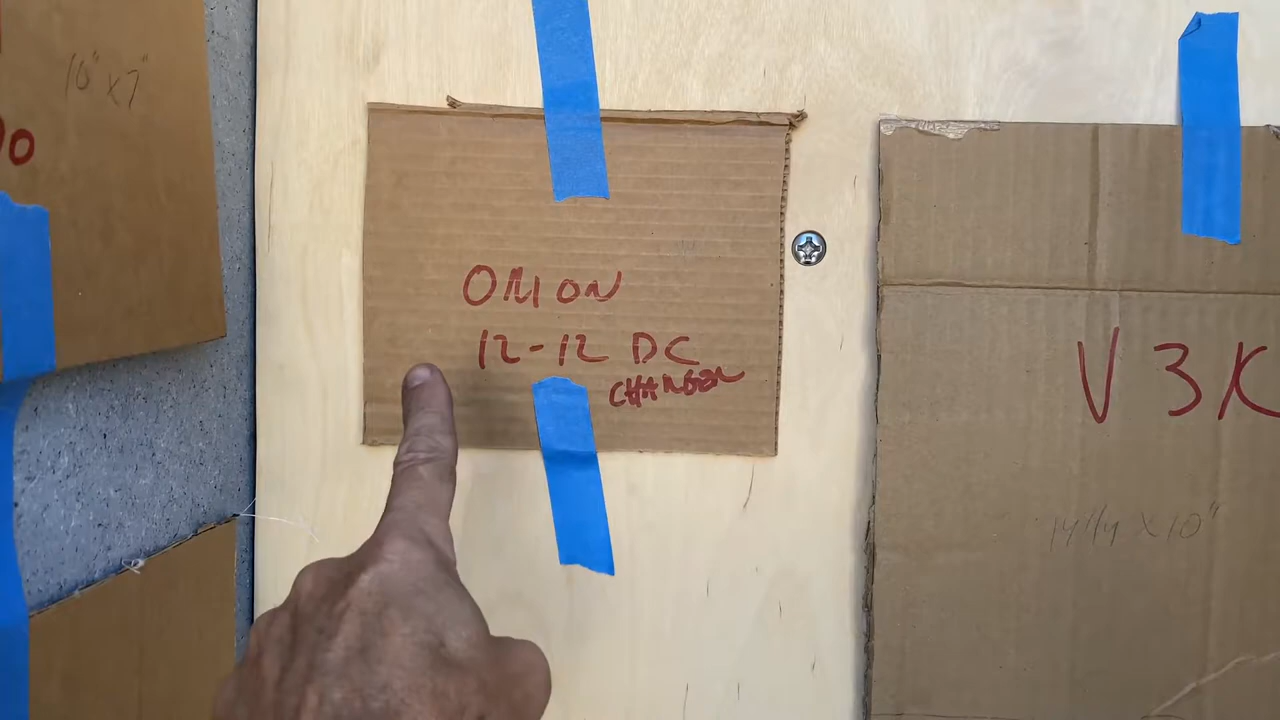 10" x 7"
ORION
12-12 DC
CHARGER
V 3K
14 1/4 x 10"